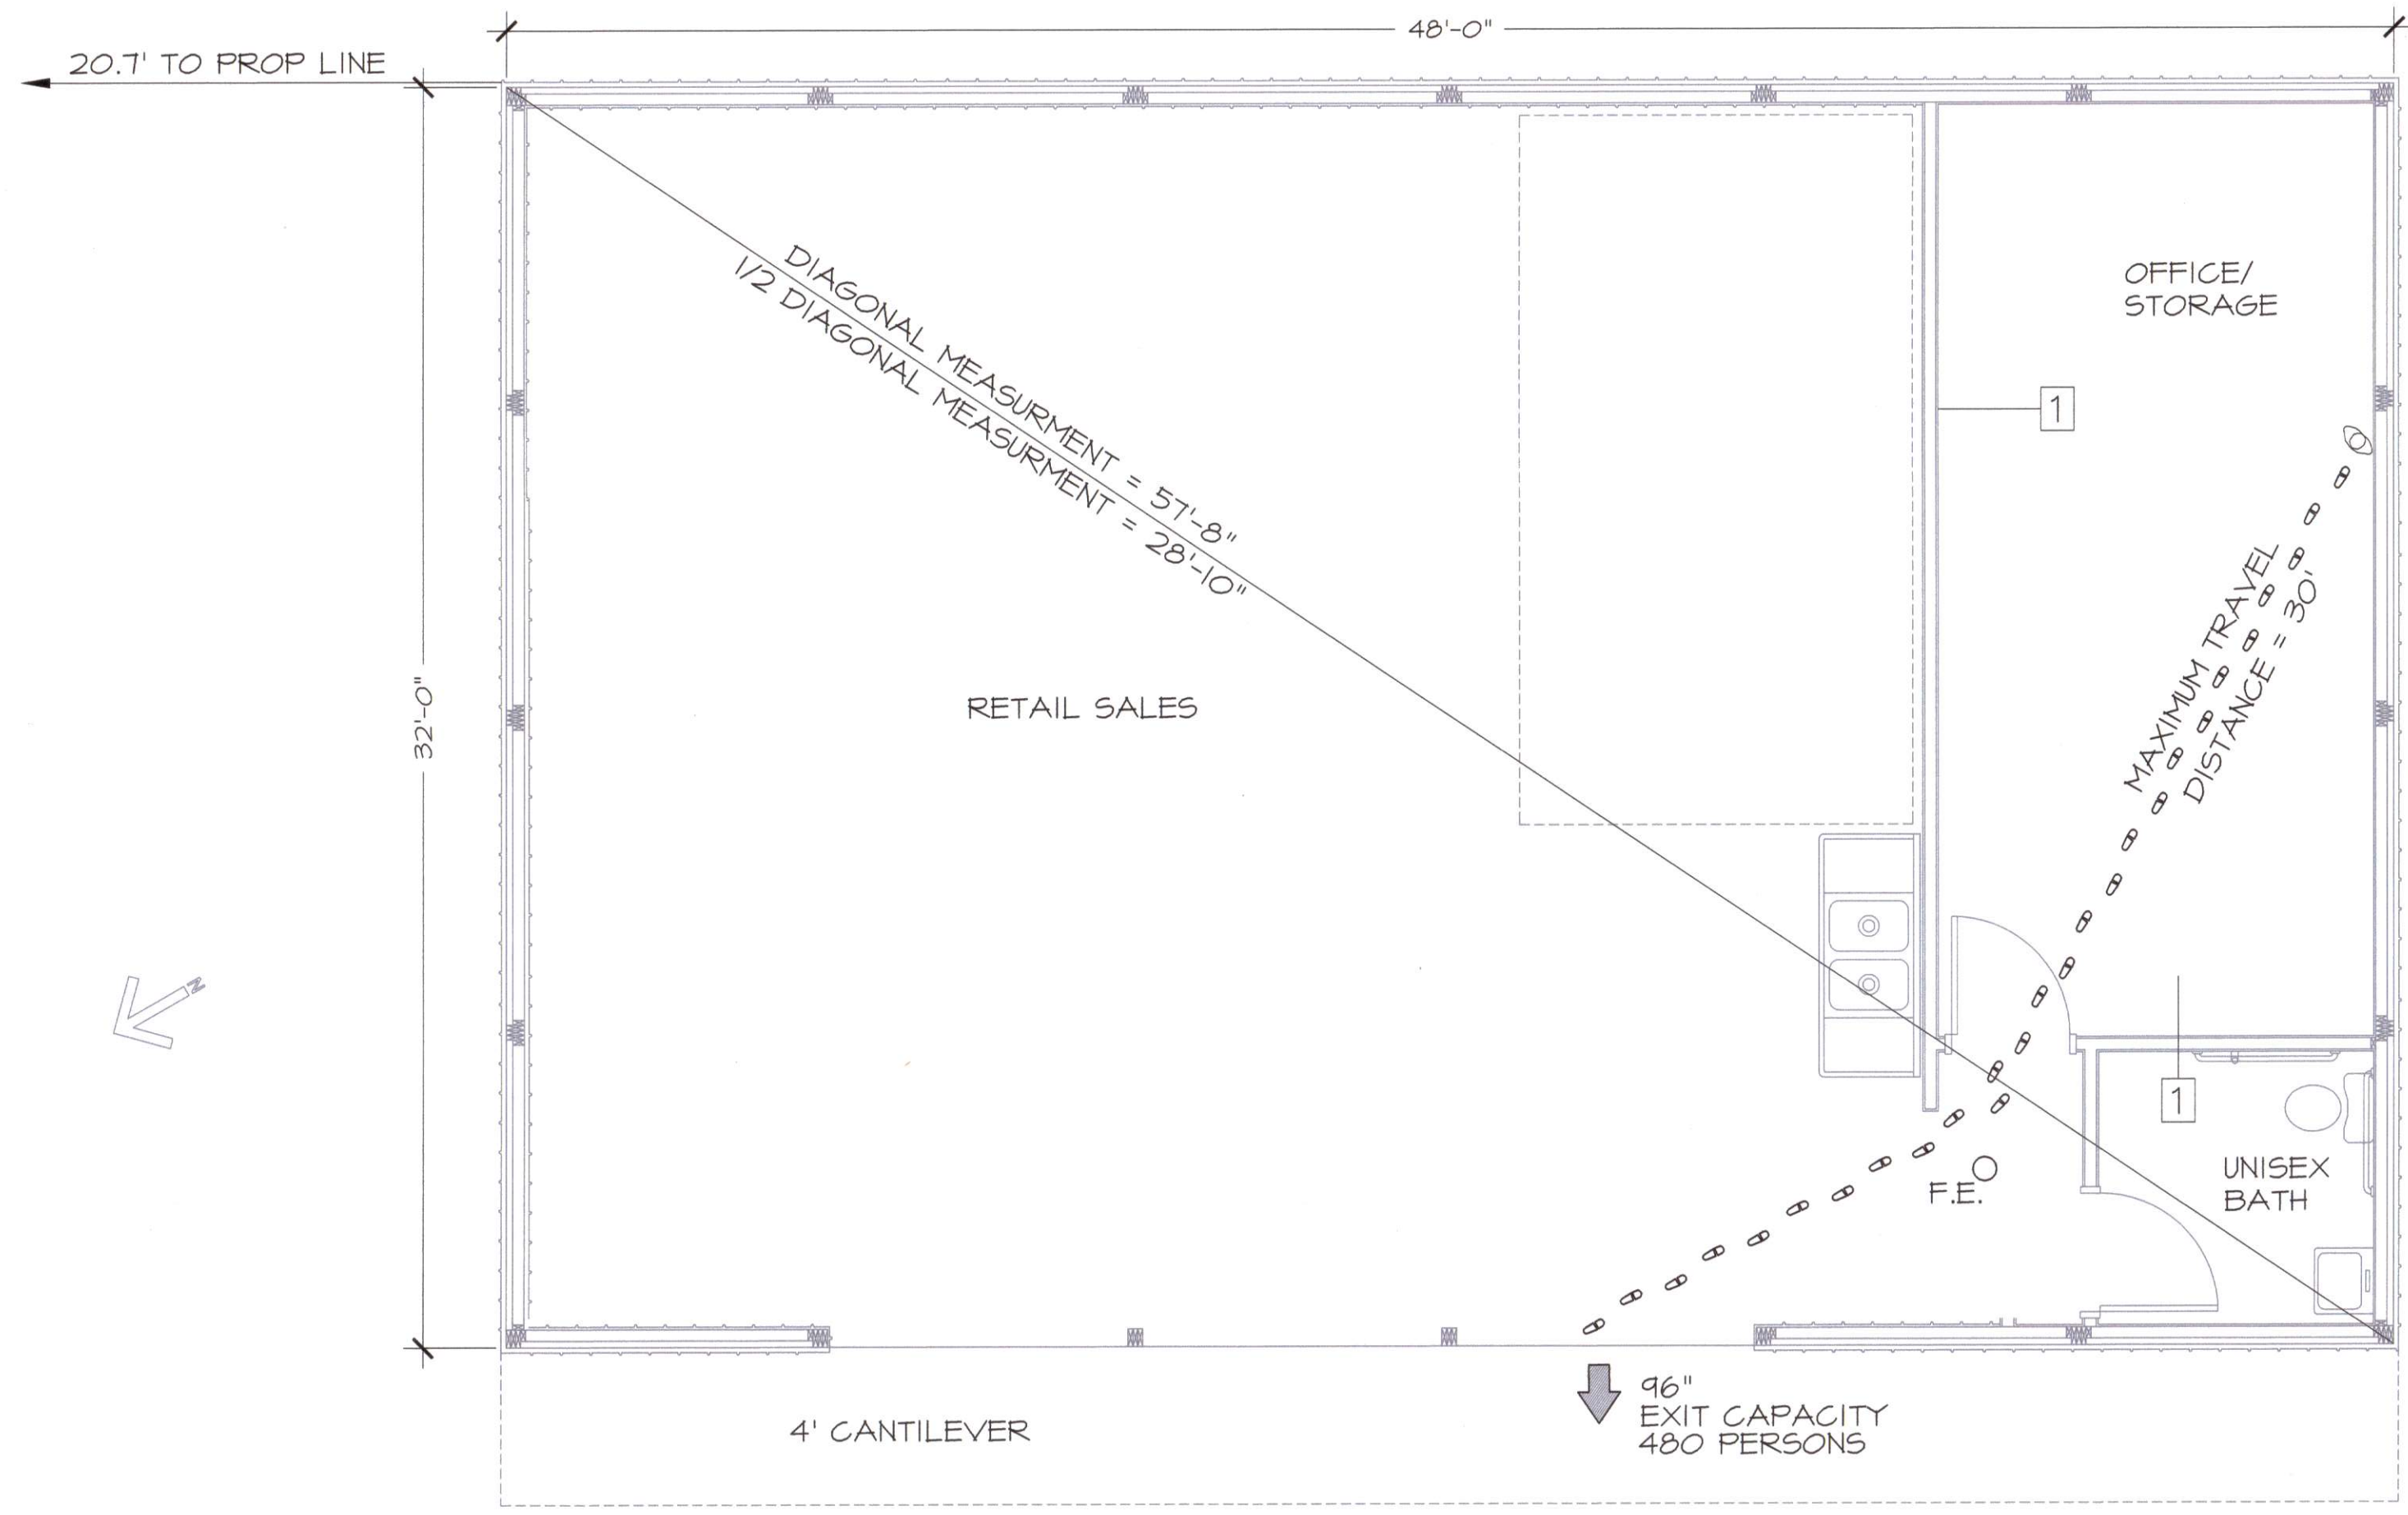 48'-0"
20.7' TO PROP LINE
OFFICE/
STORAGE
DIAGONAL MEASURMENT = 57'-8"
1/2 DIAGONAL MEASURMENT = 28'-10"
1
MAXIMUM TRAVEL
DISTANCE = 30'
RETAIL SALES
32'-0"
N
1
UNISEX
BATH
F.E.
96"
EXIT CAPACITY
480 PERSONS
4' CANTILEVER